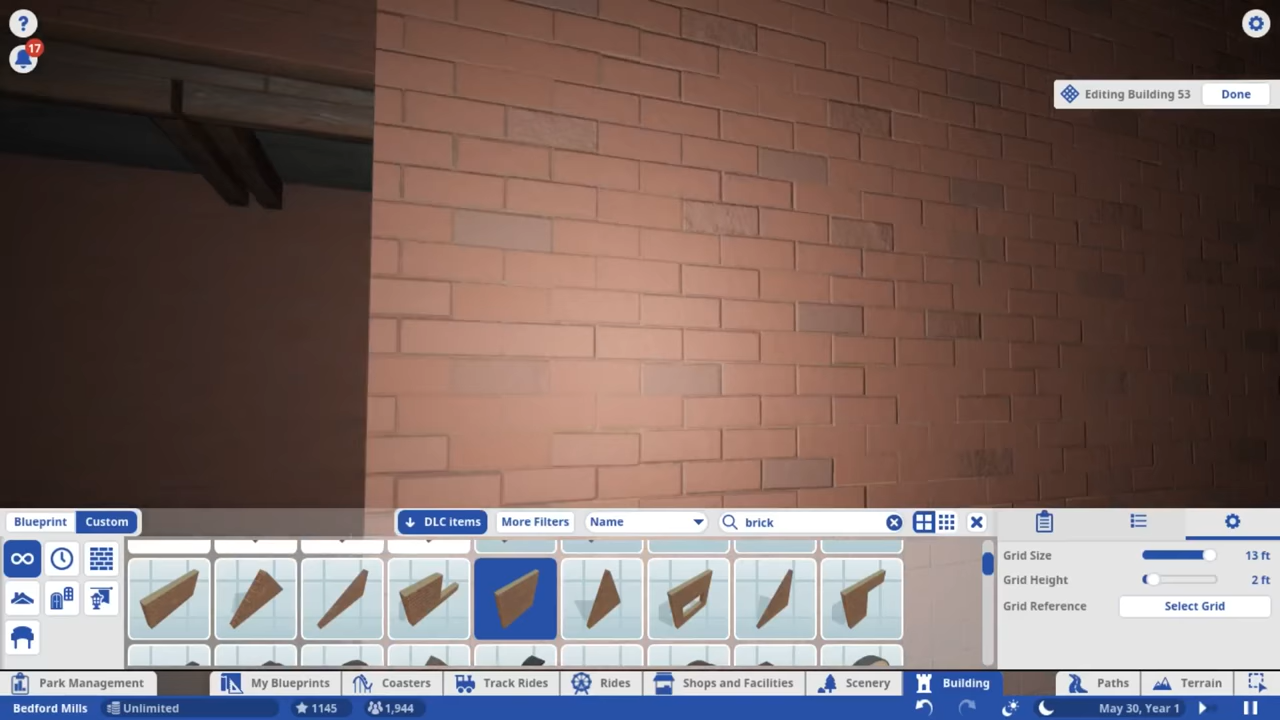 ?
17
Editing Building 53 Done
Blueprint Custom DLC items More Filters Name brick
Grid Size 13 ft
Grid Height 2 ft
Grid Reference Select Grid
Park Management My Blueprints Coasters Track Rides Rides Shops and Facilities Scenery Building Paths Terrain
Bedford Mills Unlimited 1145 1,944 May 30, Year 1